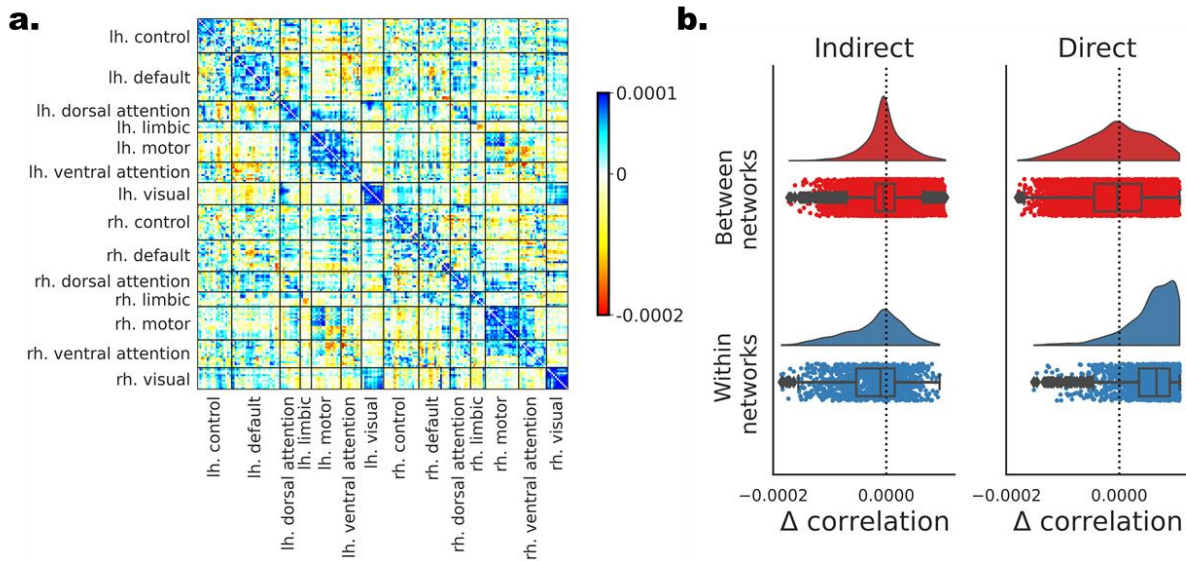 a.
lh. control
lh. default
lh. dorsal attention
lh. limbic
lh. motor
lh. ventral attention
lh. visual
rh. control
rh. default
rh. dorsal attention
rh. limbic
rh. motor
rh. ventral attention
rh. visual
lh. control
lh. default
lh. dorsal attention
lh. limbic
lh. motor
lh. ventral attention
lh. visual
rh. control
rh. default
rh. dorsal attention
rh. limbic
rh. motor
rh. ventral attention
rh. visual
0.0001
0
-0.0002
b.
Indirect
Direct
Between
networks
Within
networks
−0.0002
0.0000
Δ correlation
−0.0002
0.0000
Δ correlation